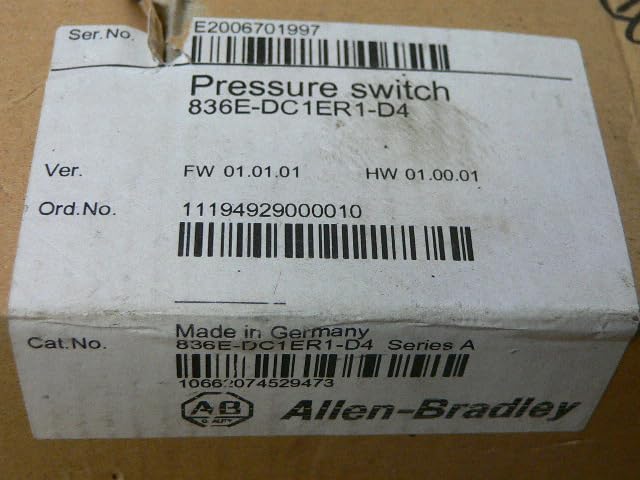 Ser.No. E2006701997
Pressure switch
836E-DC1ER1-D4
Ver. FW 01.01.01 HW 01.00.01
Ord.No. 11194929000010
Made in Germany
Cat.No. 836E-DC1ER1-D4 Series A
10662074529473
AB QUALITY Allen-Bradley